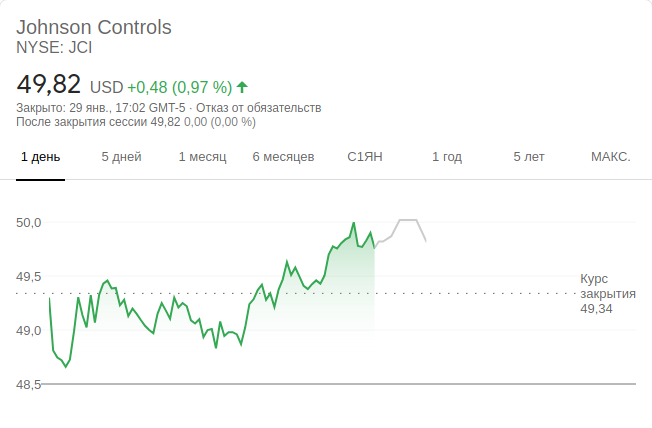 Johnson Controls
NYSE: JCI
49,82 USD +0,48 (0,97 %)
Закрыто: 29 янв., 17:02 GMT-5 · Отказ от обязательств
После закрытия сессии 49,82 0,00 (0,00 %)
1 день 5 дней 1 месяц 6 месяцев С1ЯН 1 год 5 лет МАКС.
50,0
49,5
Курс
закрытия
49,34
49,0
48,5